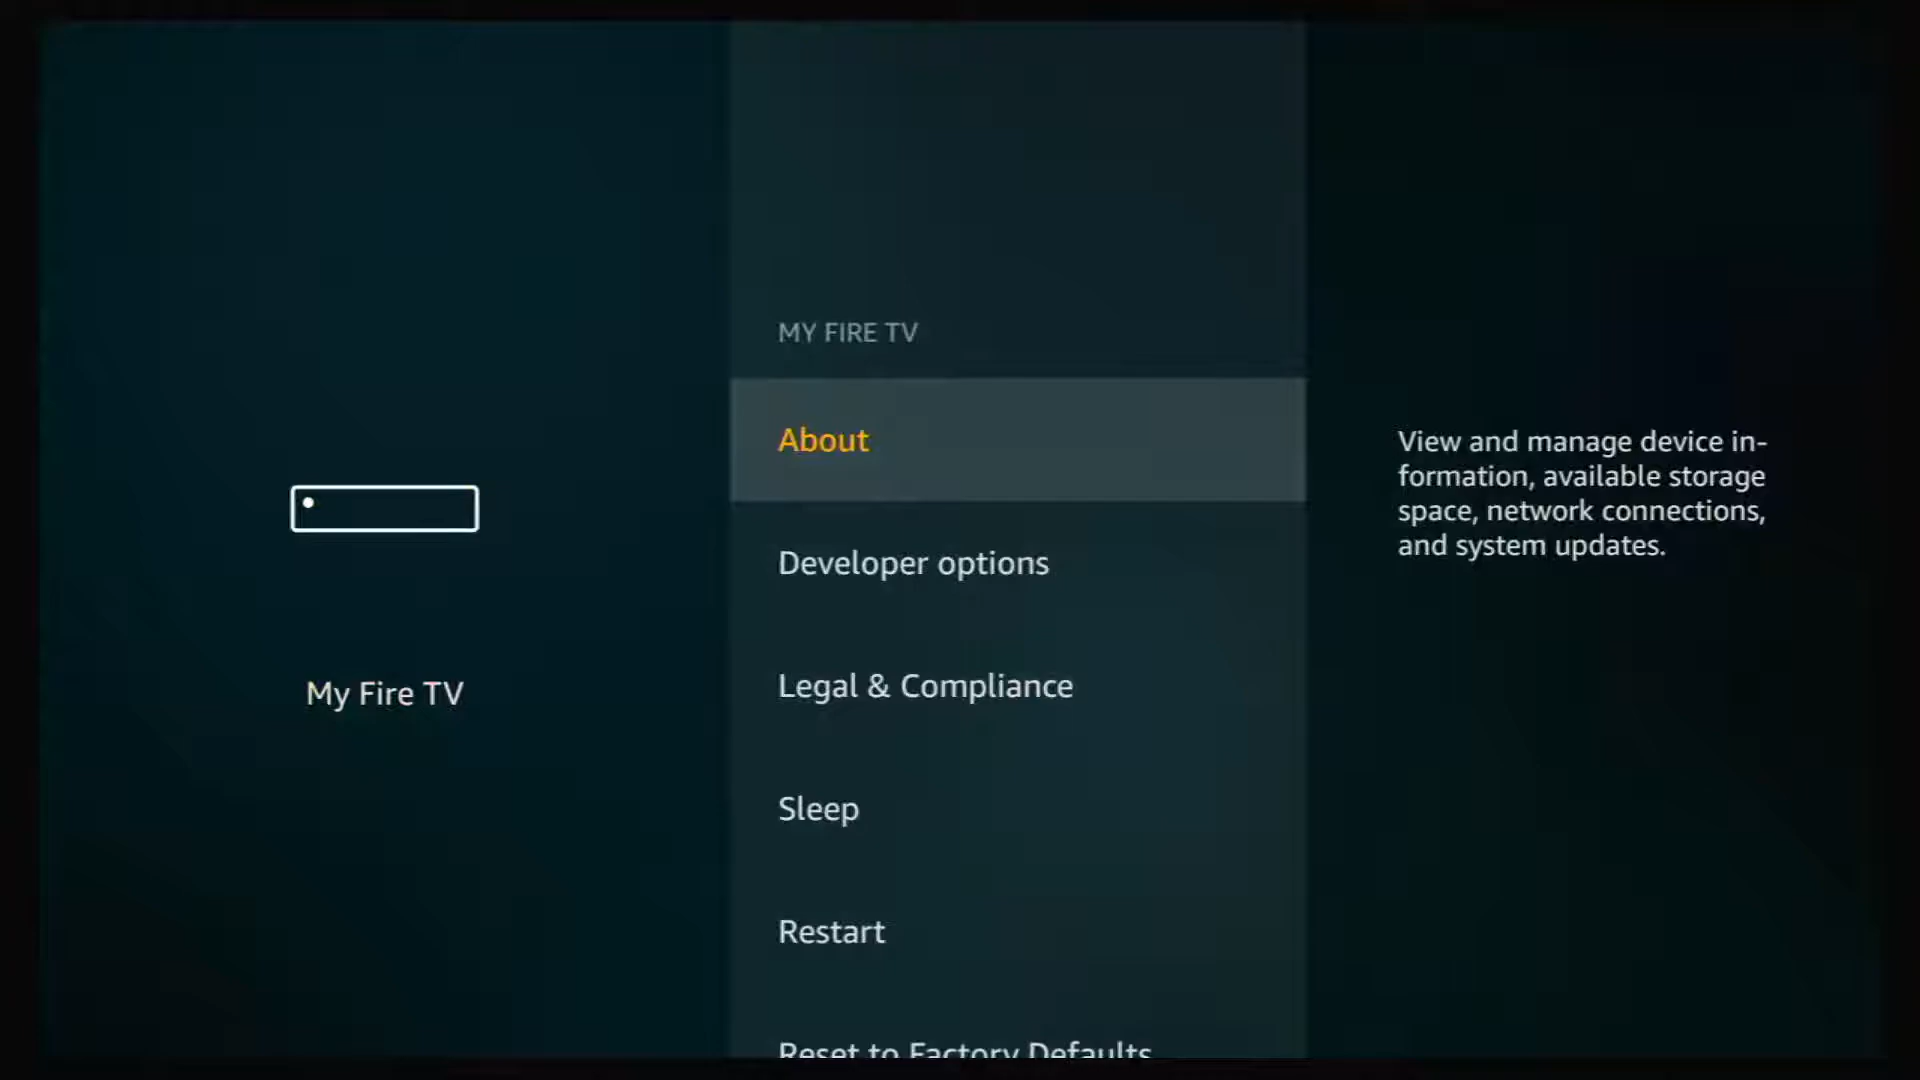 MY FIRE TV
About
Developer options
Legal & Compliance
Sleep
Restart
Reset to Factory Defaults
My Fire TV
View and manage device in-
formation, available storage
space, network connections,
and system updates.